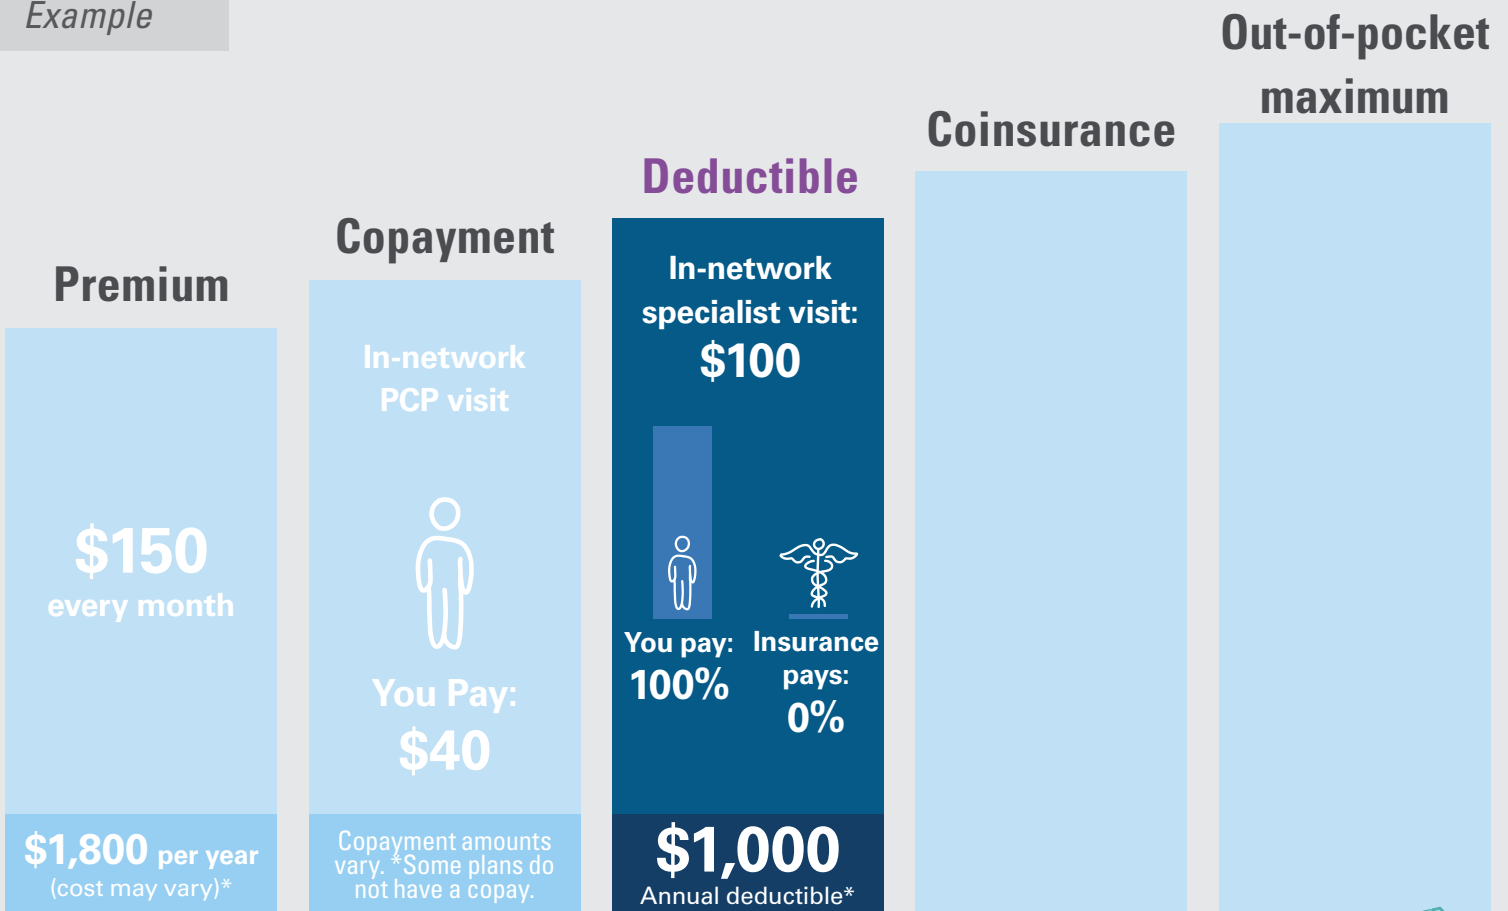 Example
Premium
$150
every month
$1,800 per year
(cost may vary)*
Copayment
In-network
PCP visit
You Pay:
$40
Copayment amounts
vary. *Some plans do
not have a copay.
Deductible
In-network
specialist visit:
$100
You pay:
100%
Insurance
pays:
0%
$1,000
Annual deductible*
Coinsurance
Out-of-pocket
maximum